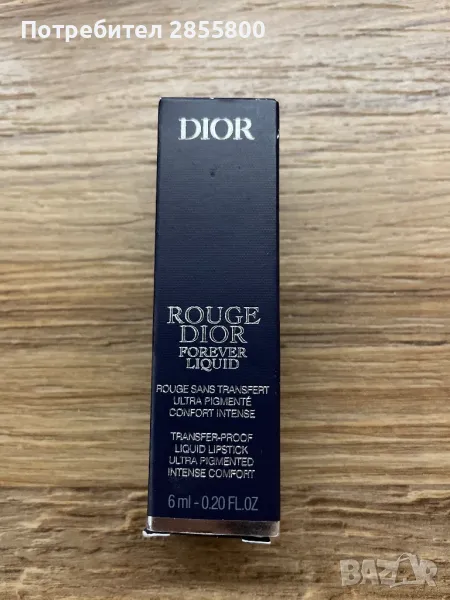 Потребител 2855800
DIOR
ROUGE
DIOR
FOREVER
LIQUID
ROUGE SANS TRANSFERT
ULTRA PIGMENTÉ
CONFORT INTENSE
TRANSFER-PROOF
LIQUID LIPSTICK
ULTRA PIGMENTED
INTENSE COMFORT
6 ml - 0.20 FL.OZ
BAZAR